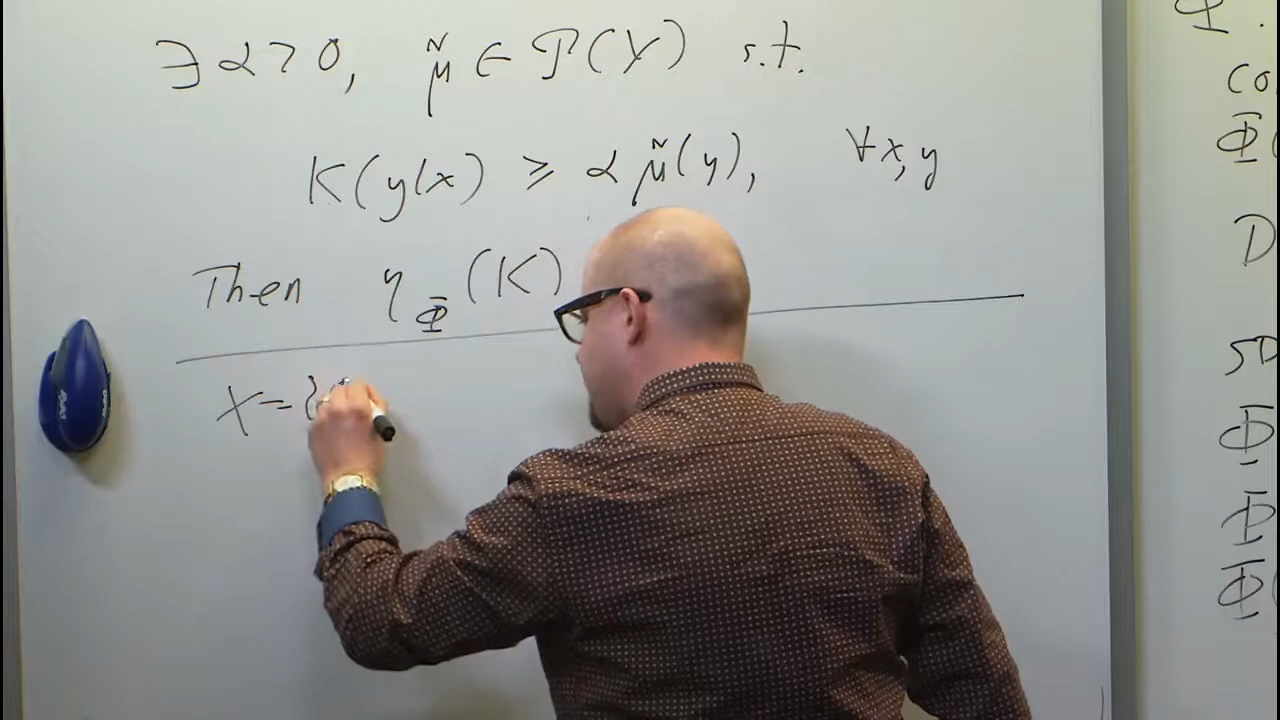 ∃ α > 0, μ̃ ∈ P(Y) s.t.
K(y|x) ≥ α μ̃(y), ∀ x, y
Then η_Φ (K)
X = {
Φ
Φ
Φ
Φ